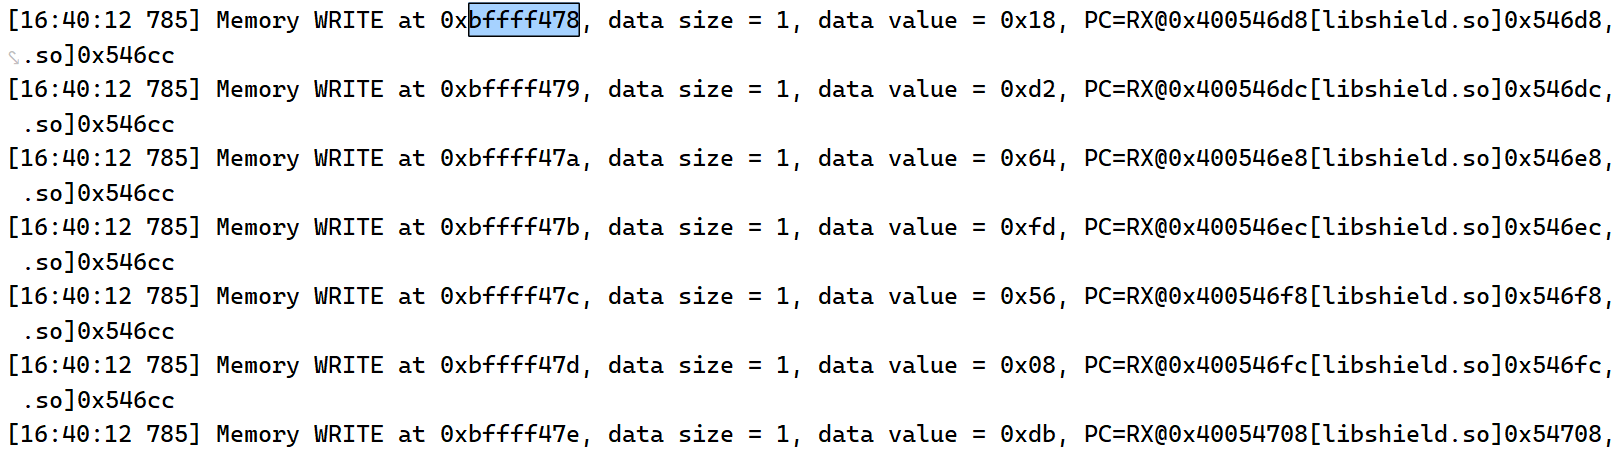 [16:40:12 785] Memory WRITE at 0xbffff478, data size = 1, data value = 0x18, PC=RX@0x400546d8[libshield.so]0x546d8,
.so]0x546cc
[16:40:12 785] Memory WRITE at 0xbffff479, data size = 1, data value = 0xd2, PC=RX@0x400546dc[libshield.so]0x546dc,
.so]0x546cc
[16:40:12 785] Memory WRITE at 0xbffff47a, data size = 1, data value = 0x64, PC=RX@0x400546e8[libshield.so]0x546e8,
.so]0x546cc
[16:40:12 785] Memory WRITE at 0xbffff47b, data size = 1, data value = 0xfd, PC=RX@0x400546ec[libshield.so]0x546ec,
.so]0x546cc
[16:40:12 785] Memory WRITE at 0xbffff47c, data size = 1, data value = 0x56, PC=RX@0x400546f8[libshield.so]0x546f8,
.so]0x546cc
[16:40:12 785] Memory WRITE at 0xbffff47d, data size = 1, data value = 0x08, PC=RX@0x400546fc[libshield.so]0x546fc,
.so]0x546cc
[16:40:12 785] Memory WRITE at 0xbffff47e, data size = 1, data value = 0xdb, PC=RX@0x40054708[libshield.so]0x54708,